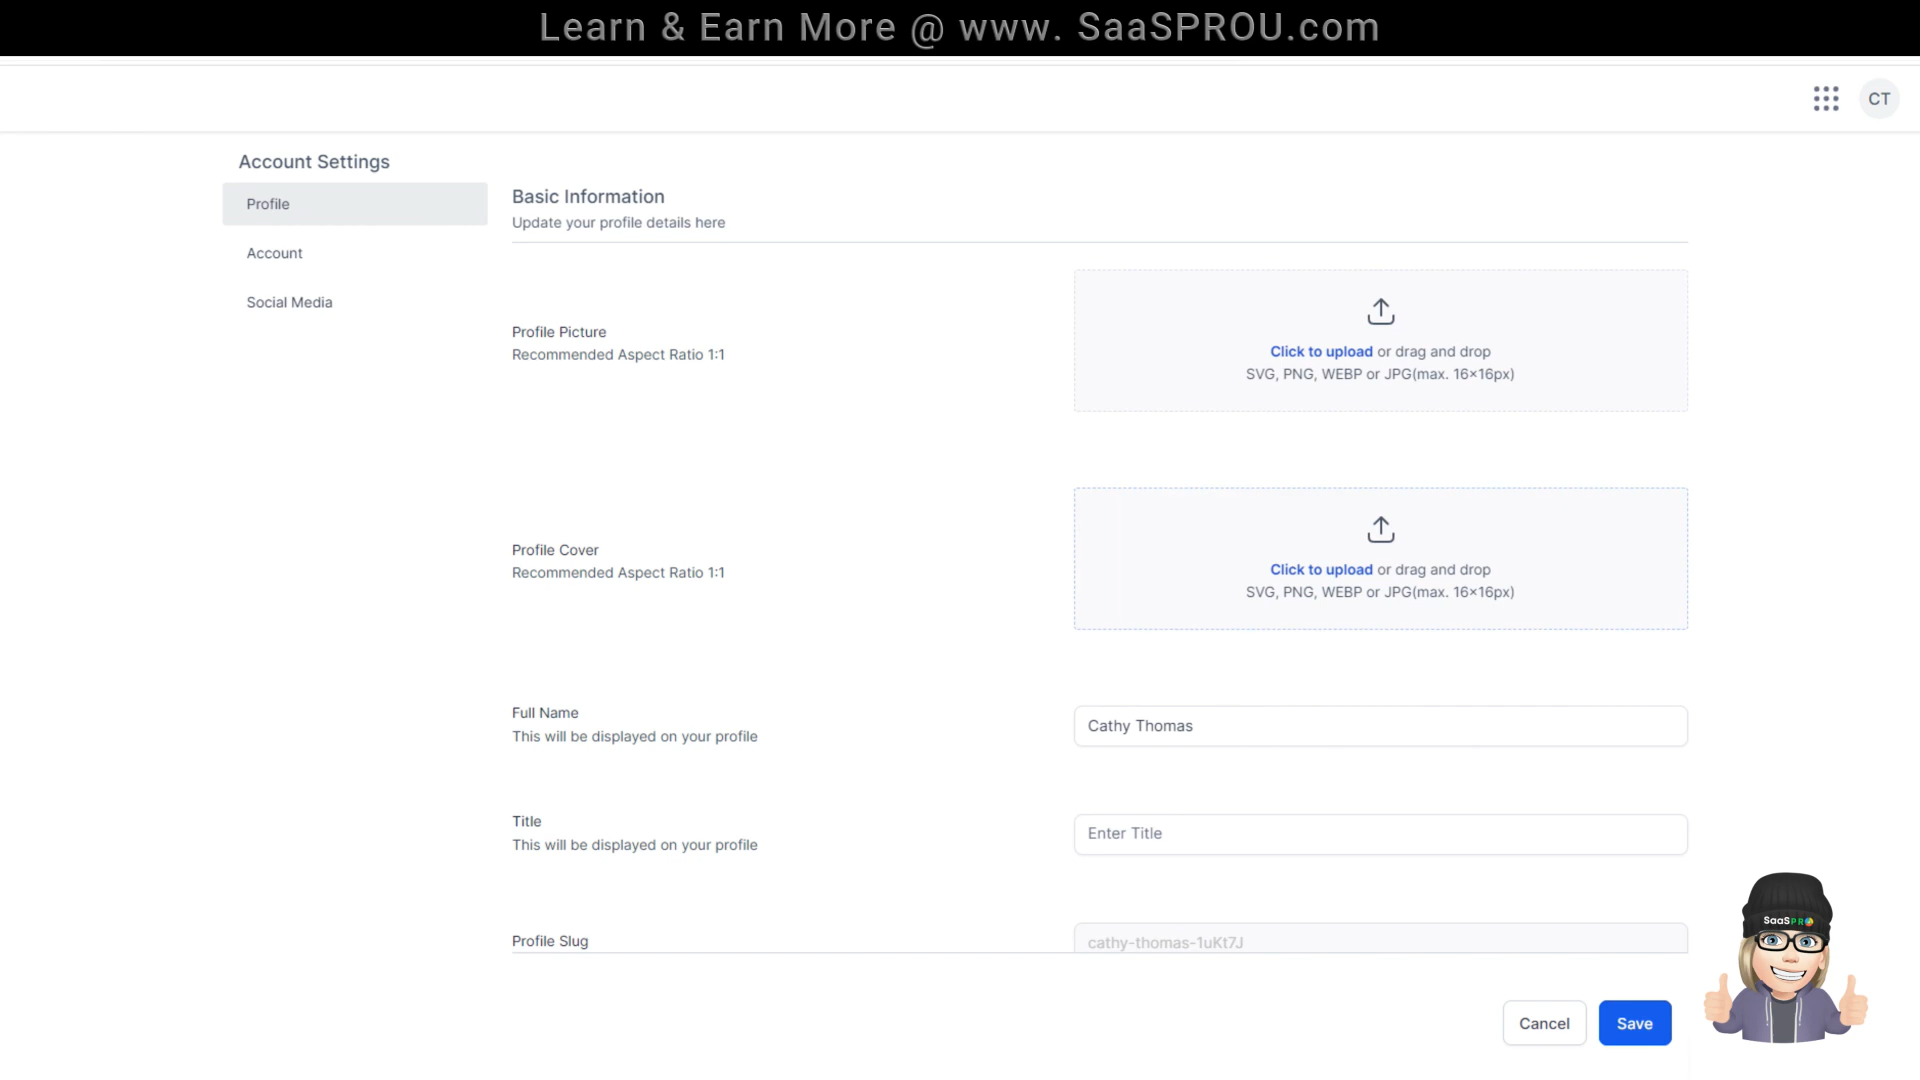 Learn & Earn More @ www. SaaSPROU.com
CT
Account Settings
Profile
Account
Social Media
Basic Information
Update your profile details here
Profile Picture
Recommended Aspect Ratio 1:1
Click to upload or drag and drop
SVG, PNG, WEBP or JPG(max. 16×16px)
Profile Cover
Recommended Aspect Ratio 1:1
Click to upload or drag and drop
SVG, PNG, WEBP or JPG(max. 16×16px)
Full Name
This will be displayed on your profile
Cathy Thomas
Title
This will be displayed on your profile
Enter Title
Profile Slug
cathy-thomas-1uKt7J
SaaSPRO
Cancel
Save